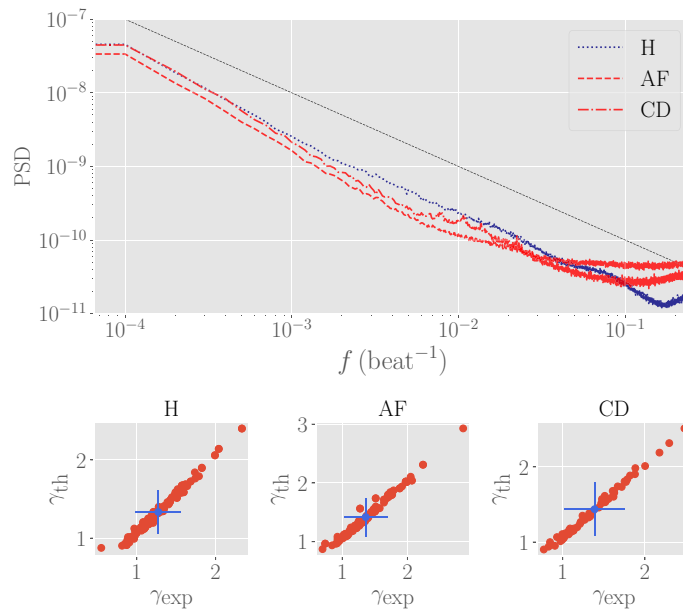 10⁻⁷
10⁻⁸
10⁻⁹
10⁻¹⁰
10⁻¹¹
PSD
H
AF
CD
10⁻⁴ 10⁻³ 10⁻² 10⁻¹
f (beat⁻¹)
H AF CD
γth
2
1
1 2
γexp
γth
3
2
1
1 2
γexp
γth
2
1
1 2
γexp